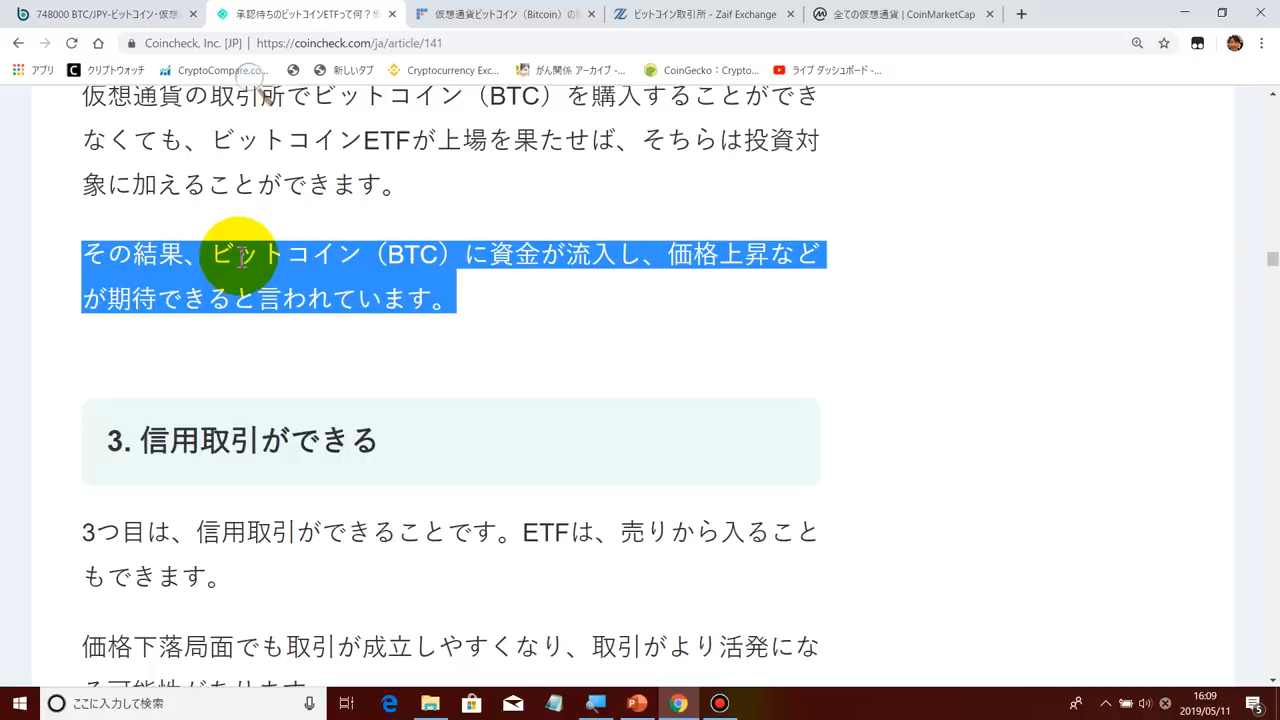 748000 BTC/JPY-ビットコイン・仮想
承認待ちのビットコインETFって何？
仮想通貨ビットコイン（Bitcoin）の
ビットコイン取引所 - Zaif Exchange
全ての仮想通貨 | CoinMarketCap
Coincheck, Inc. [JP] | https://coincheck.com/ja/article/141
アプリ
クリプトウォッチ
CryptoCompare.co...
新しいタブ
Cryptocurrency Exc...
がん関係 アーカイブ -...
CoinGecko：Crypto...
ライブ ダッシュボード -...
仮想通貨の取引所でビットコイン（BTC）を購入することができ
なくても、ビットコインETFが上場を果たせば、そちらは投資対
象に加えることができます。
その結果、ビットコイン（BTC）に資金が流入し、価格上昇など
が期待できると言われています。
3. 信用取引ができる
3つ目は、信用取引ができることです。ETFは、売りから入ること
もできます。
価格下落局面でも取引が成立しやすくなり、取引がより活発にな
る可能性があります。
ここに入力して検索
16:09
2019/05/11
5